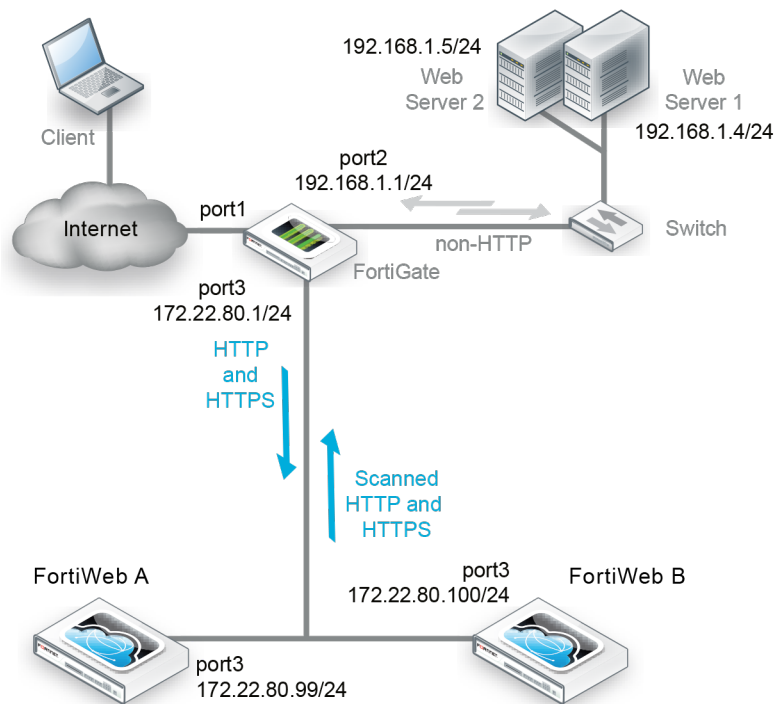 192.168.1.5/24
Web
Server 2
Web
Server 1
192.168.1.4/24
Client
port2
192.168.1.1/24
Internet
port1
non-HTTP
Switch
FortiGate
port3
172.22.80.1/24
HTTP
and
HTTPS
Scanned
HTTP and
HTTPS
FortiWeb A
port3
172.22.80.100/24
FortiWeb B
port3
172.22.80.99/24